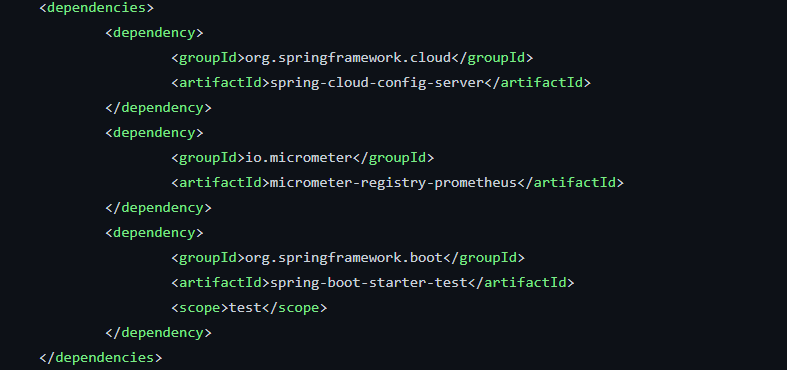 <dependencies>
<dependency>
<groupId>org.springframework.cloud</groupId>
<artifactId>spring-cloud-config-server</artifactId>
</dependency>
<dependency>
<groupId>io.micrometer</groupId>
<artifactId>micrometer-registry-prometheus</artifactId>
</dependency>
<dependency>
<groupId>org.springframework.boot</groupId>
<artifactId>spring-boot-starter-test</artifactId>
<scope>test</scope>
</dependency>
</dependencies>